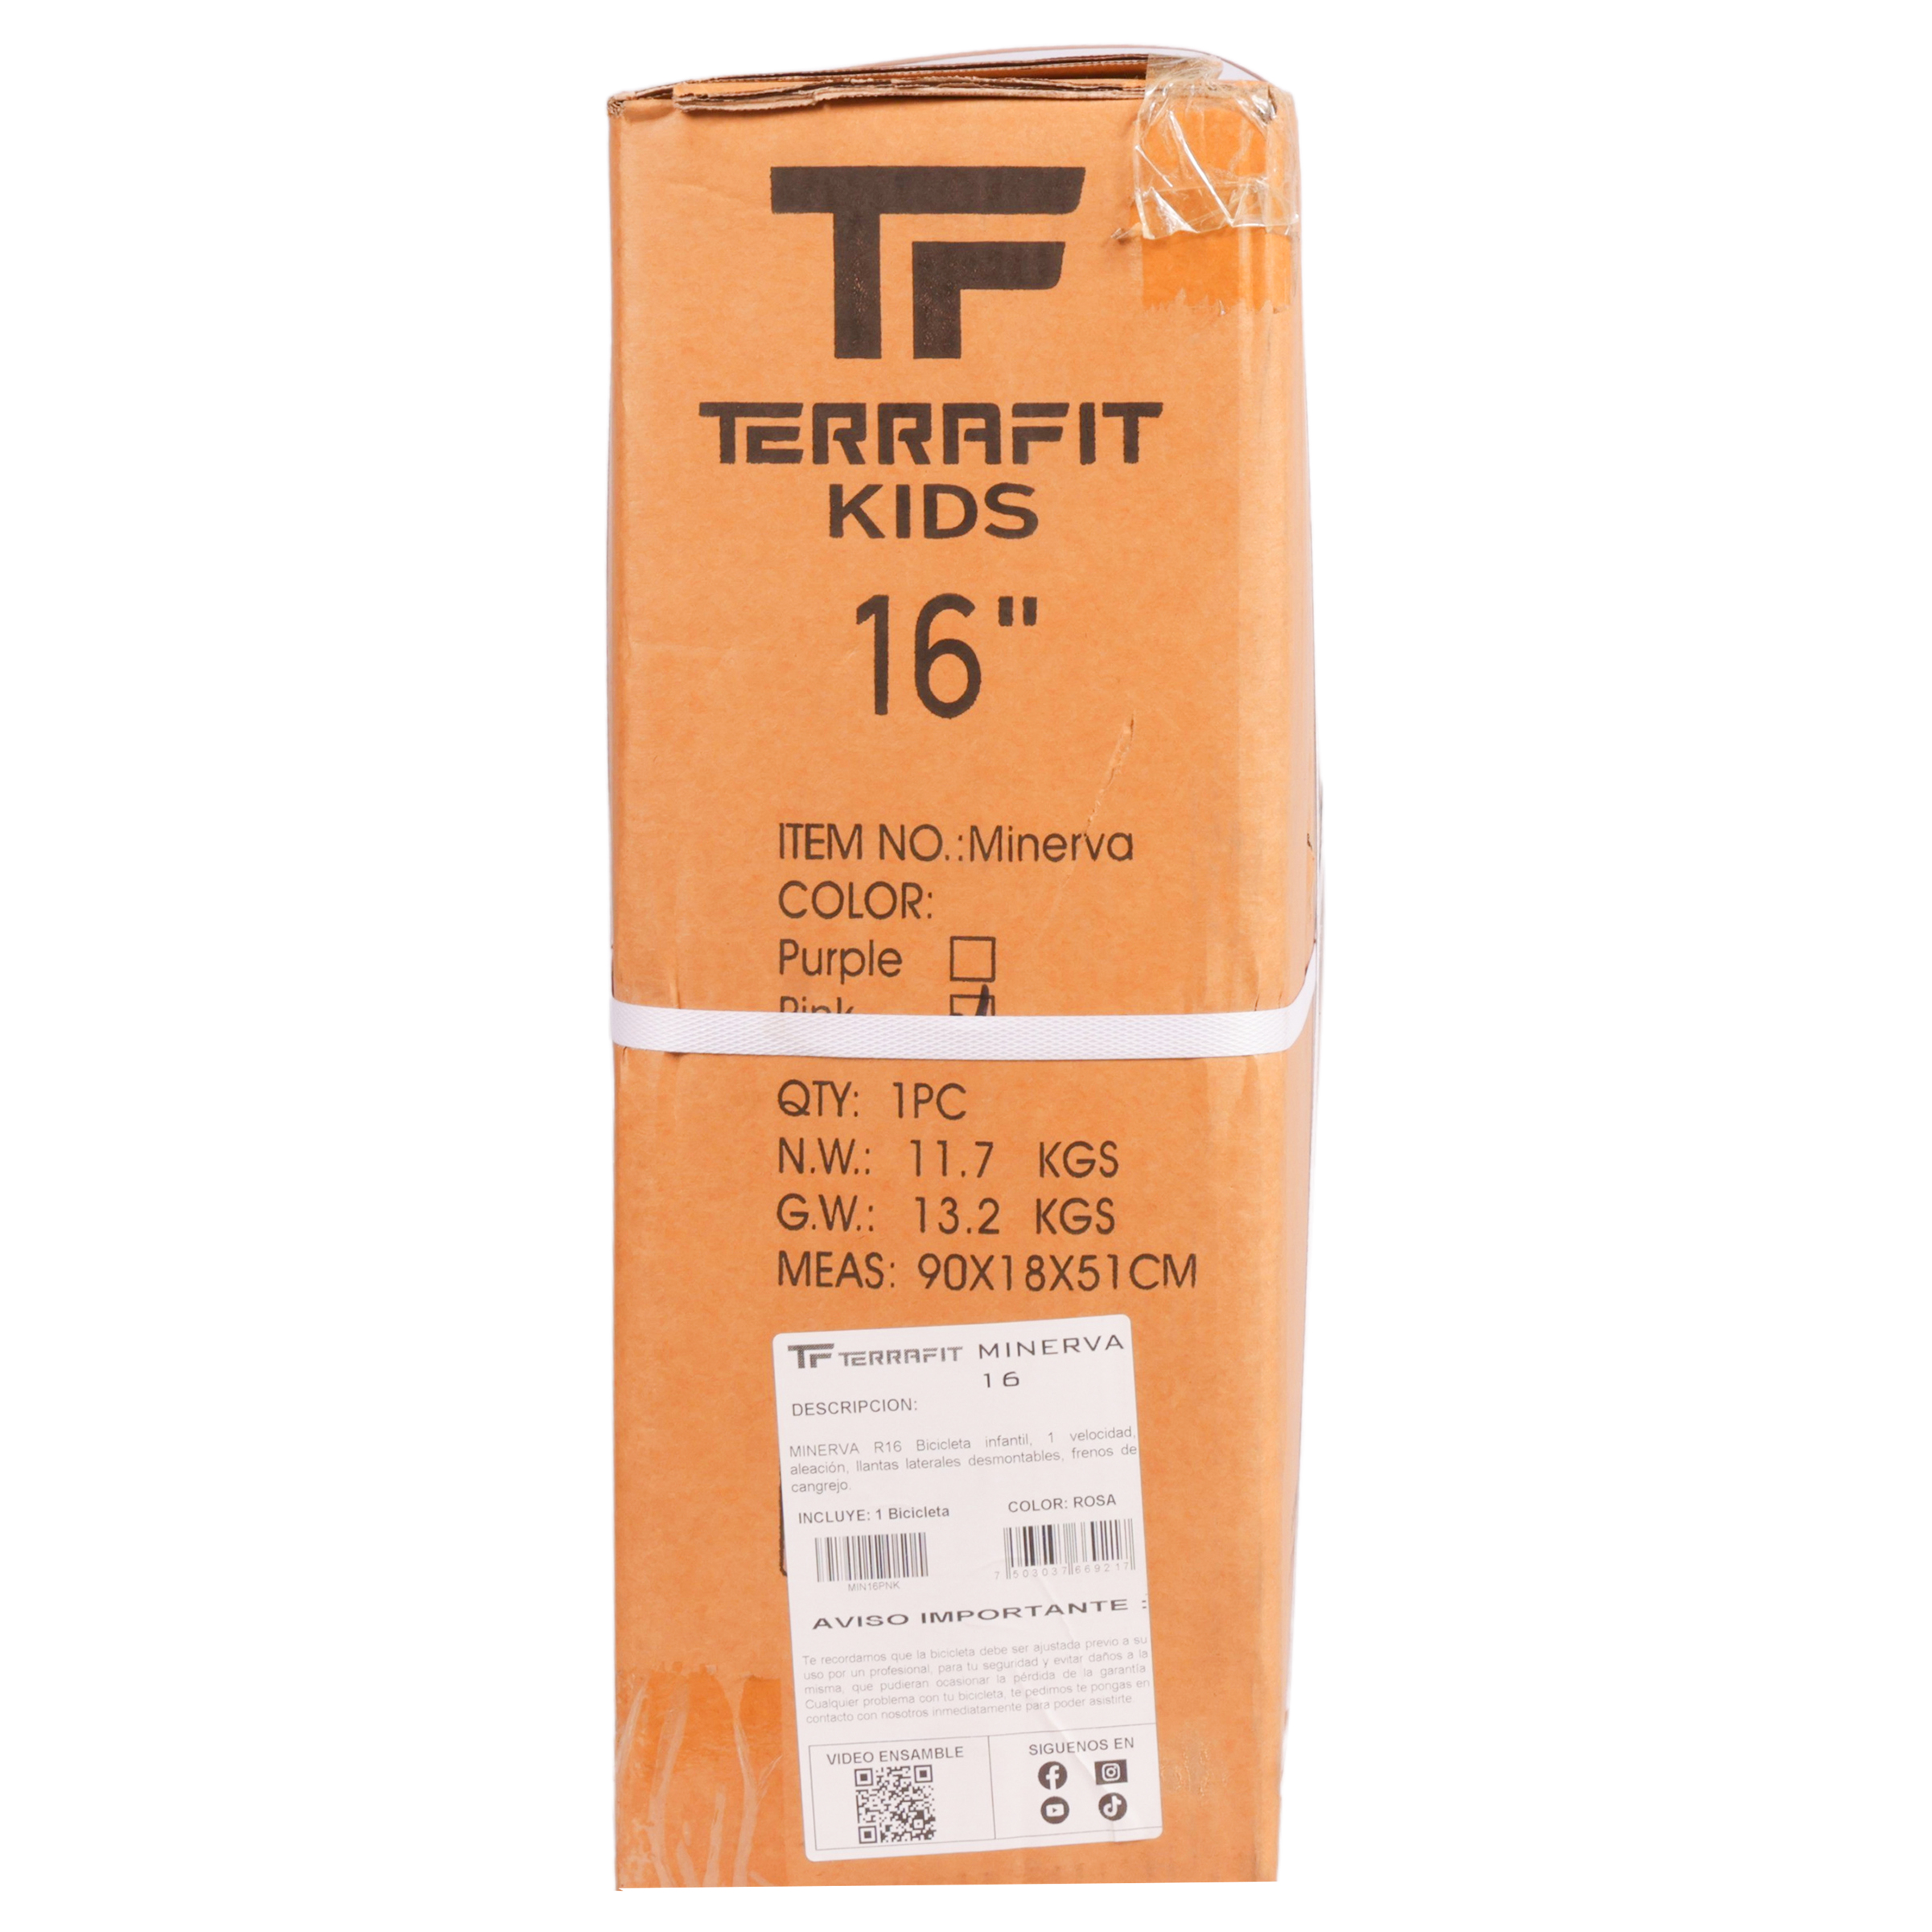 TF
TERRAFIT
KIDS
16"
ITEM NO.:Minerva
COLOR:
Purple
Pink
QTY: 1PC
N.W.: 11.7 KGS
G.W.: 13.2 KGS
MEAS: 90X18X51CM
TF TERRAFIT MINERVA
16
DESCRIPCION:
MINERVA R16 Bicicleta infantil, 1 velocidad,
aleación, llantas laterales desmontables, frenos de
cangrejo.
INCLUYE: 1 Bicicleta
COLOR: ROSA
MIN16PNK
7 503037 669217
AVISO IMPORTANTE :
Te recordamos que la bicicleta debe ser ajustada previo a su
uso por un profesional, para tu seguridad y evitar daños a la
misma, que pudieran ocasionar la pérdida de la garantía.
Cualquier problema con tu bicicleta, te pedimos te pongas en
contacto con nosotros inmediatamente para poder asistirte.
VIDEO ENSAMBLE
SIGUENOS EN